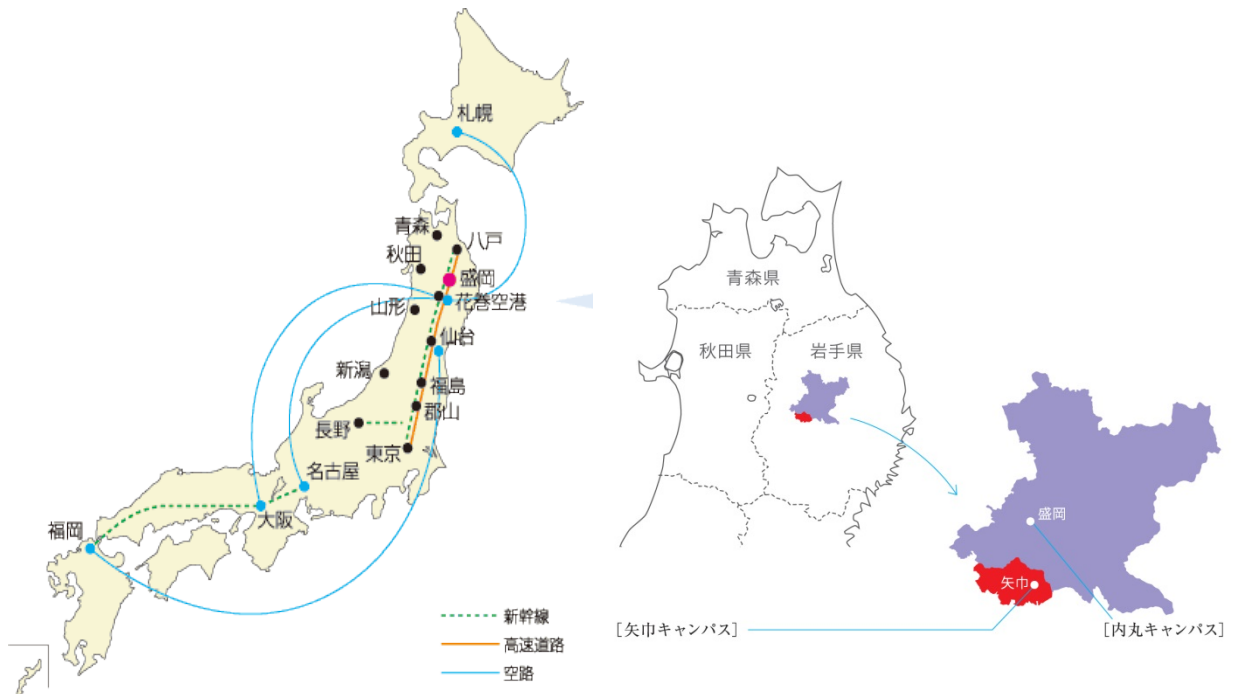 札幌
青森
八戸
秋田
盛岡
花巻空港
山形
仙台
新潟
福島
郡山
長野
東京
名古屋
大阪
福岡
新幹線
高速道路
空路
青森県
秋田県
岩手県
盛岡
矢巾
［矢巾キャンパス］
［内丸キャンパス］